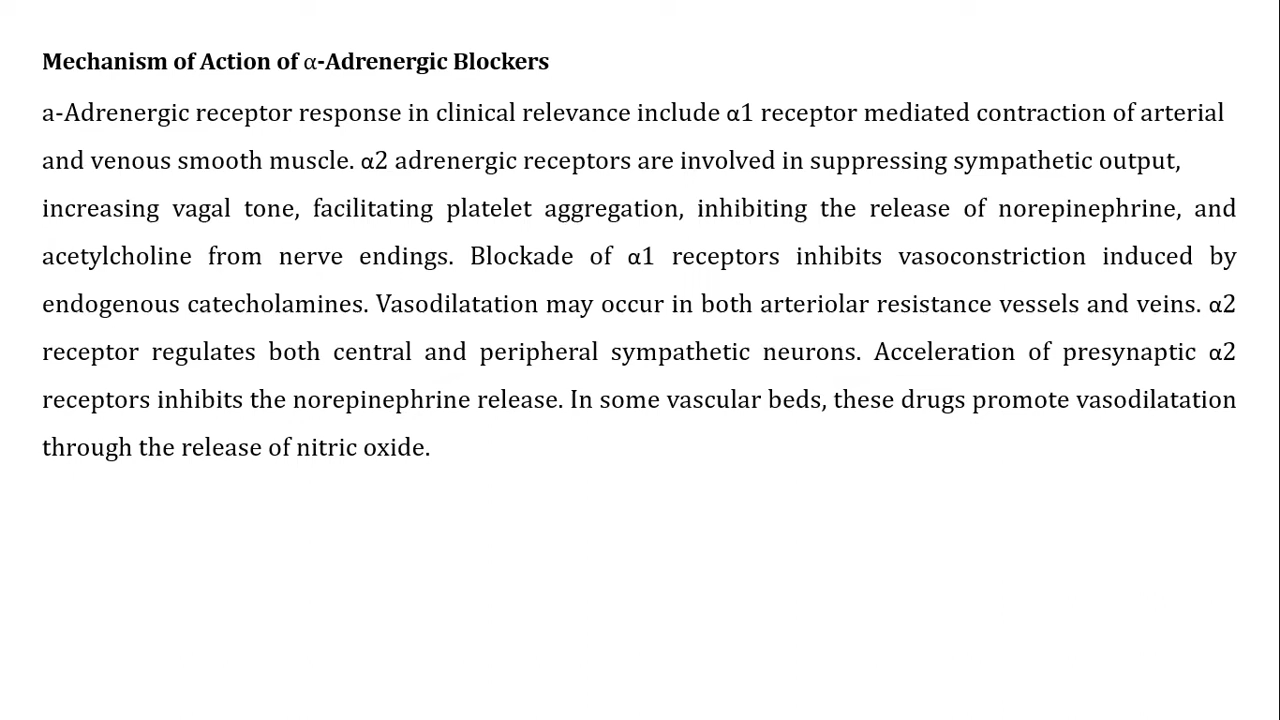 Mechanism of Action of α-Adrenergic Blockers
a-Adrenergic receptor response in clinical relevance include α1 receptor mediated contraction of arterial
and venous smooth muscle. α2 adrenergic receptors are involved in suppressing sympathetic output,
increasing vagal tone, facilitating platelet aggregation, inhibiting the release of norepinephrine, and
acetylcholine from nerve endings. Blockade of α1 receptors inhibits vasoconstriction induced by
endogenous catecholamines. Vasodilatation may occur in both arteriolar resistance vessels and veins. α2
receptor regulates both central and peripheral sympathetic neurons. Acceleration of presynaptic α2
receptors inhibits the norepinephrine release. In some vascular beds, these drugs promote vasodilatation
through the release of nitric oxide.